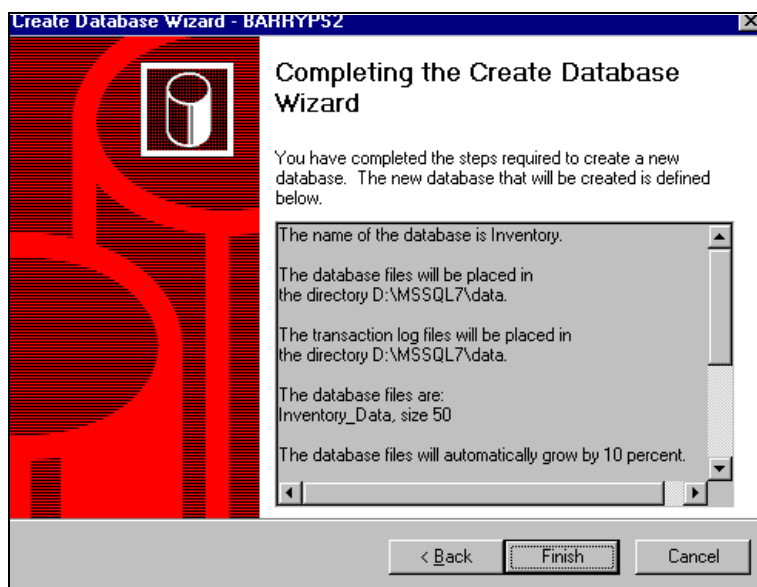 Create Database Wizard - BARRYPS2
Completing the Create Database
Wizard
You have completed the steps required to create a new
database. The new database that will be created is defined
below.
The name of the database is Inventory.
The database files will be placed in
the directory D:\MSSQL7\data.
The transaction log files will be placed in
the directory D:\MSSQL7\data.
The database files are:
Inventory_Data, size 50
The database files will automatically grow by 10 percent.
< Back
Finish
Cancel